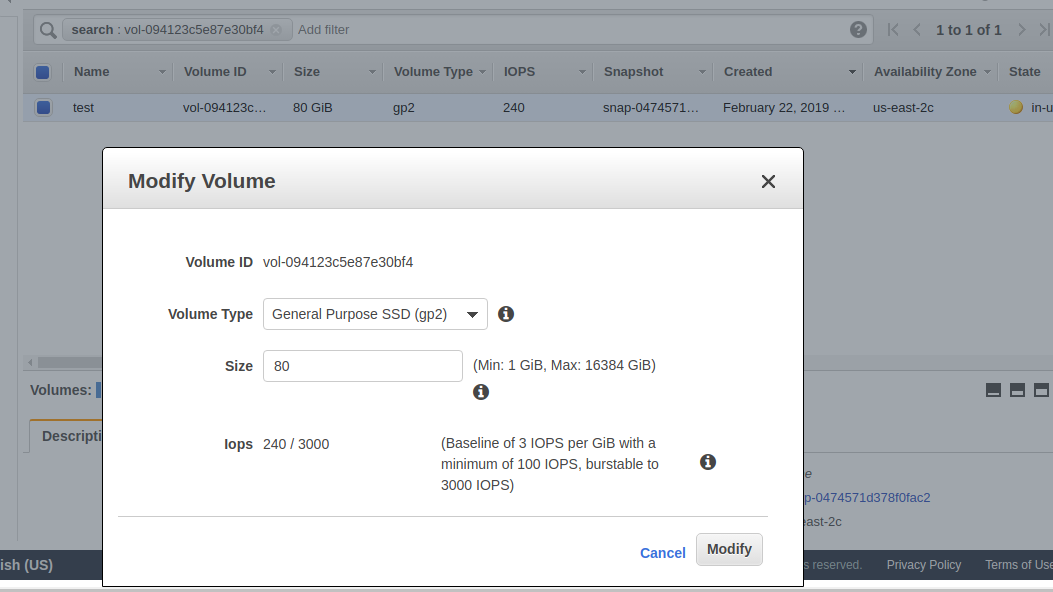 search : vol-094123c5e87e30bf4 Add filter 1 to 1 of 1
Name Volume ID Size Volume Type IOPS Snapshot Created Availability Zone State
test vol-094123c... 80 GiB gp2 240 snap-0474571... February 22, 2019 ... us-east-2c in-u
Modify Volume
Volume ID vol-094123c5e87e30bf4
Volume Type General Purpose SSD (gp2)
Size 80 (Min: 1 GiB, Max: 16384 GiB)
Iops 240 / 3000 (Baseline of 3 IOPS per GiB with a
minimum of 100 IOPS, burstable to
3000 IOPS)
Cancel Modify
Volumes:
Descripti
e
p-0474571d378f0fac2
east-2c
ish (US) s reserved. Privacy Policy Terms of Use